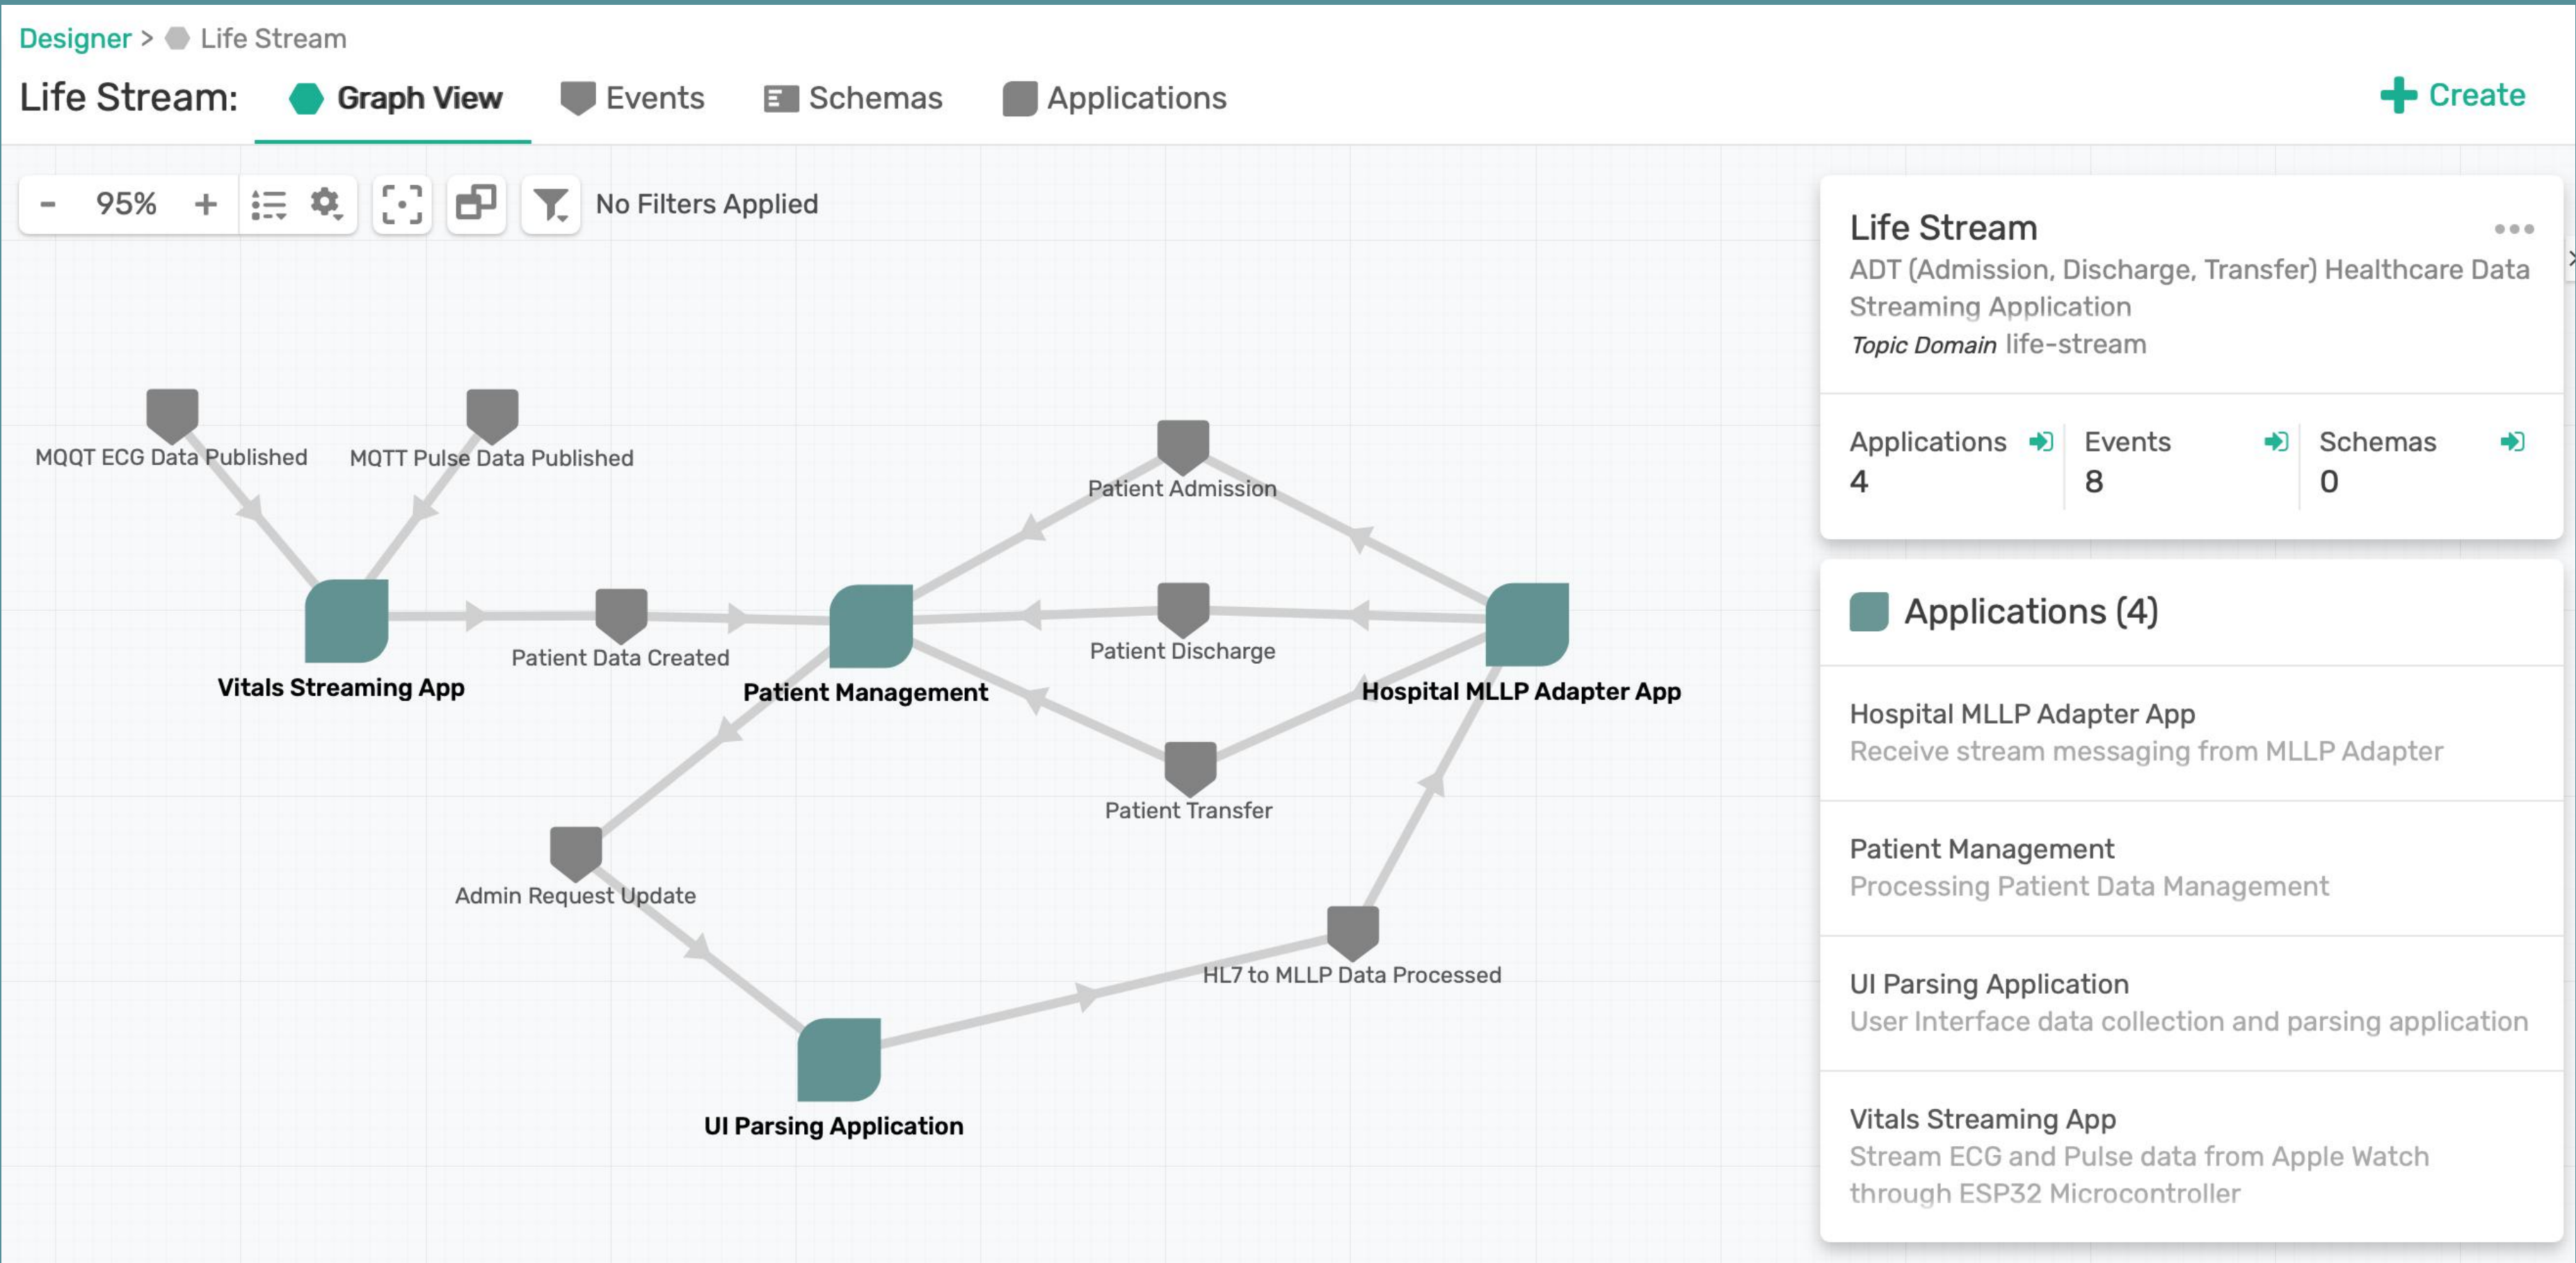 Designer > Life Stream
Life Stream: Graph View Events Schemas Applications
+ Create
- 95% + No Filters Applied
MQQT ECG Data Published
MQTT Pulse Data Published
Patient Admission
Vitals Streaming App
Patient Data Created
Patient Management
Patient Discharge
Hospital MLLP Adapter App
Patient Transfer
Admin Request Update
HL7 to MLLP Data Processed
UI Parsing Application
Life Stream
ADT (Admission, Discharge, Transfer) Healthcare Data
Streaming Application
Topic Domain life-stream
Applications Events Schemas
4 8 0
Applications (4)
Hospital MLLP Adapter App
Receive stream messaging from MLLP Adapter
Patient Management
Processing Patient Data Management
UI Parsing Application
User Interface data collection and parsing application
Vitals Streaming App
Stream ECG and Pulse data from Apple Watch
through ESP32 Microcontroller